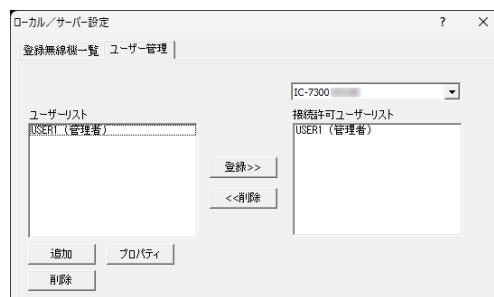 ローカル／サーバー設定 ? ×
登録無線機一覧 ユーザー管理
IC-7300
ユーザーリスト 接続許可ユーザーリスト
USER1 (管理者) USER1 (管理者)
登録>>
<<削除
追加 プロパティ
削除